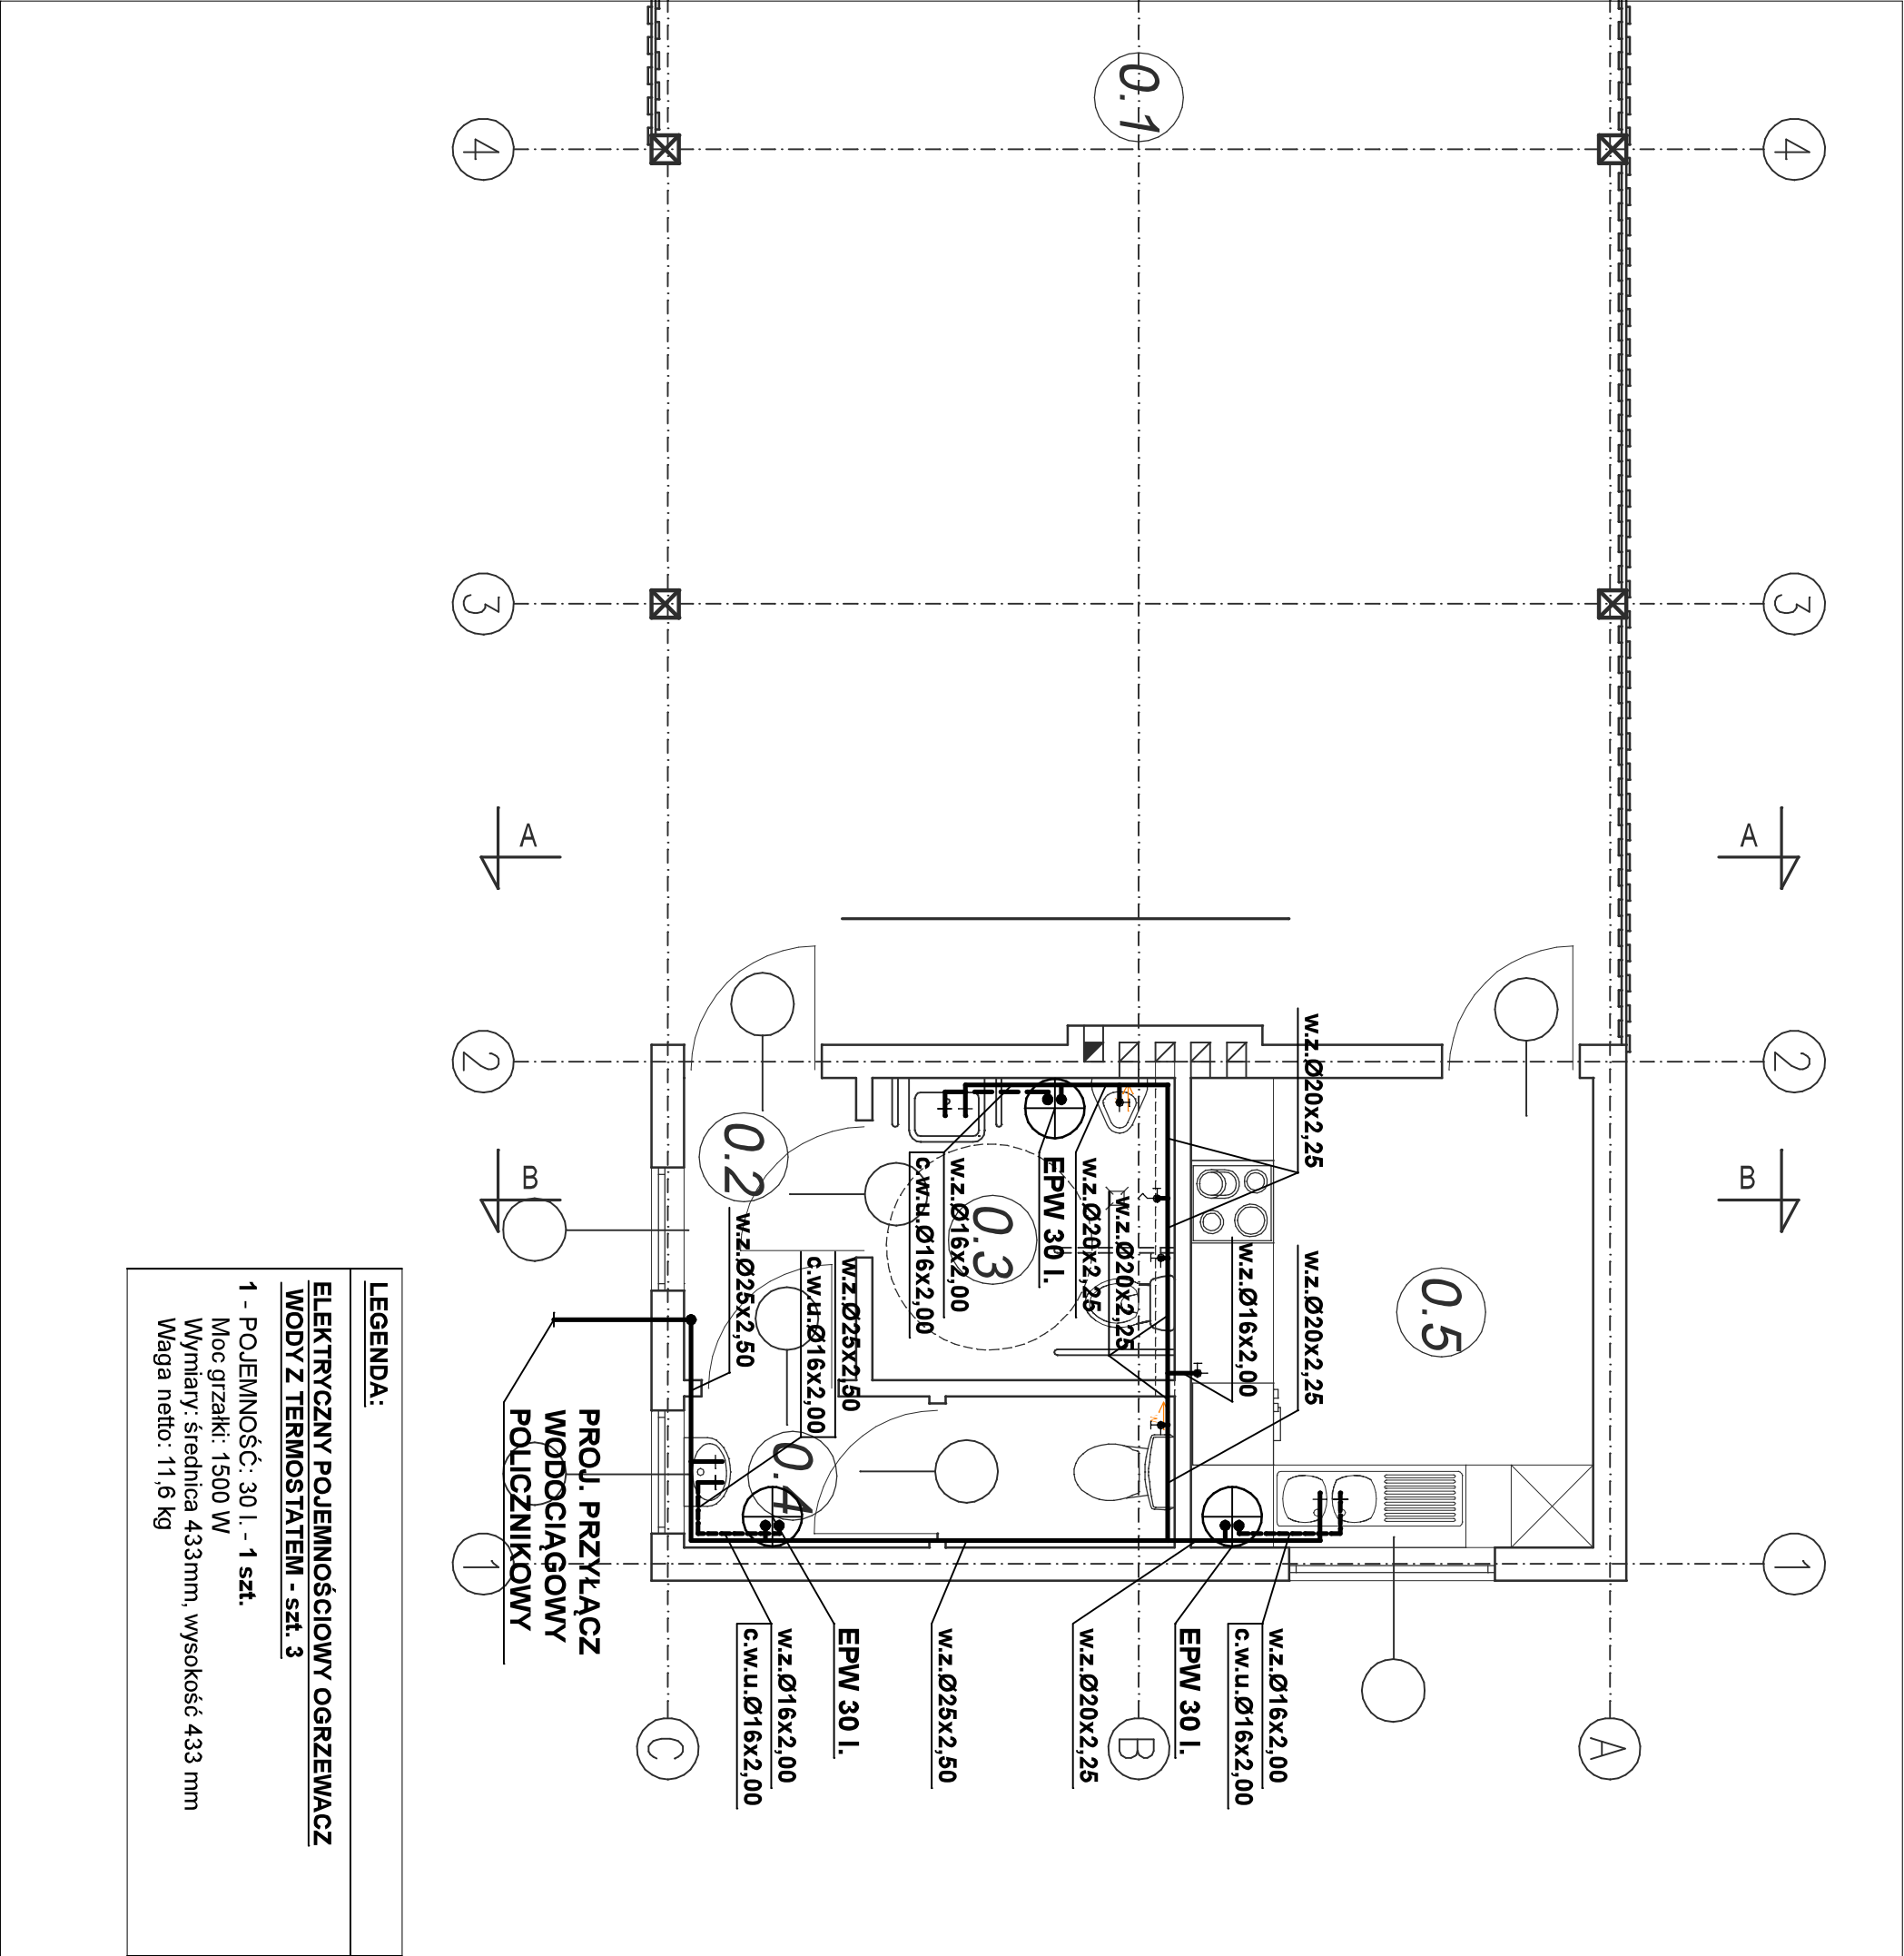 0.1
4
4
3
3
A
A
2
2
B
B
w.z.Ø20x2,25
0.2
0.3
0.4
0.5
EPW 30 l.
w.z.Ø20x2,25
w.z.Ø20x2,25
w.z.Ø16x2,00
c.w.u.Ø16x2,00
w.z.Ø16x2,00
w.z.Ø20x2,25
w.z.Ø25x2,50
w.z.Ø25x2,50
c.w.u.Ø16x2,00
1
1
PROJ. PRZYŁĄCZ
WODOCIĄGOWY
POLICZNIKOWY
w.z.Ø16x2,00
c.w.u.Ø16x2,00
EPW 30 l.
w.z.Ø20x2,25
w.z.Ø25x2,50
EPW 30 l.
w.z.Ø16x2,00
c.w.u.Ø16x2,00
A
B
C
LEGENDA:
ELEKTRYCZNY POJEMNOŚCIOWY OGRZEWACZ
WODY Z TERMOSTATEM - szt. 3
1 - POJEMNOŚĆ: 30 l. - 1 szt.
Moc grzałki: 1500 W
Wymiary: średnica 433mm, wysokość 433 mm
Waga netto: 11,6 kg